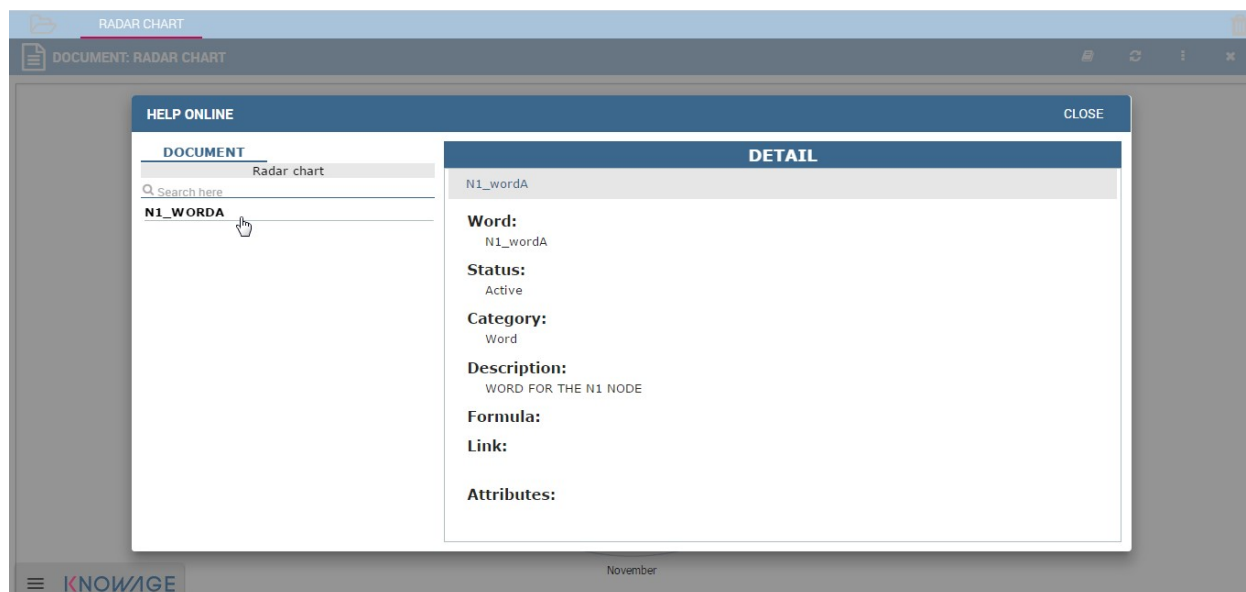 RADAR CHART
DOCUMENT: RADAR CHART
HELP ONLINE
CLOSE
DOCUMENT
Radar chart
Search here
N1_WORDA
DETAIL
N1_wordA
Word:
N1_wordA
Status:
Active
Category:
Word
Description:
WORD FOR THE N1 NODE
Formula:
Link:
Attributes:
November
KNOWAGE